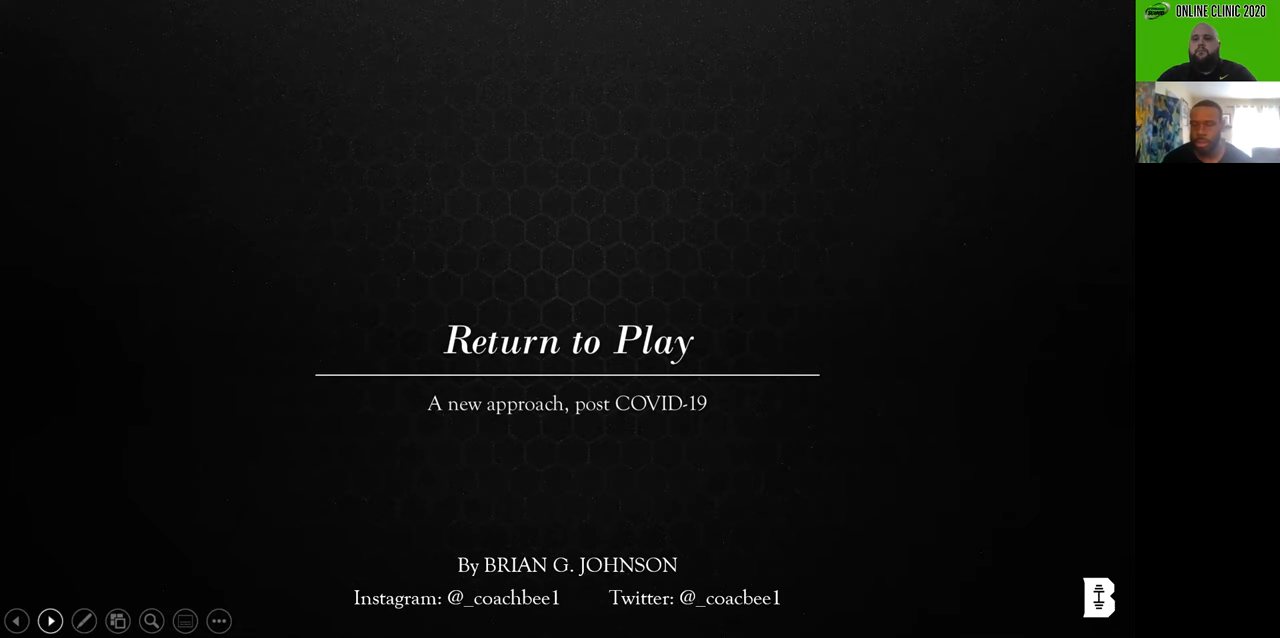 ONLINE CLINIC 2020
Return to Play
A new approach, post COVID-19
By BRIAN G. JOHNSON
Instagram: @_coachbee1 Twitter: @_coacbee1
B